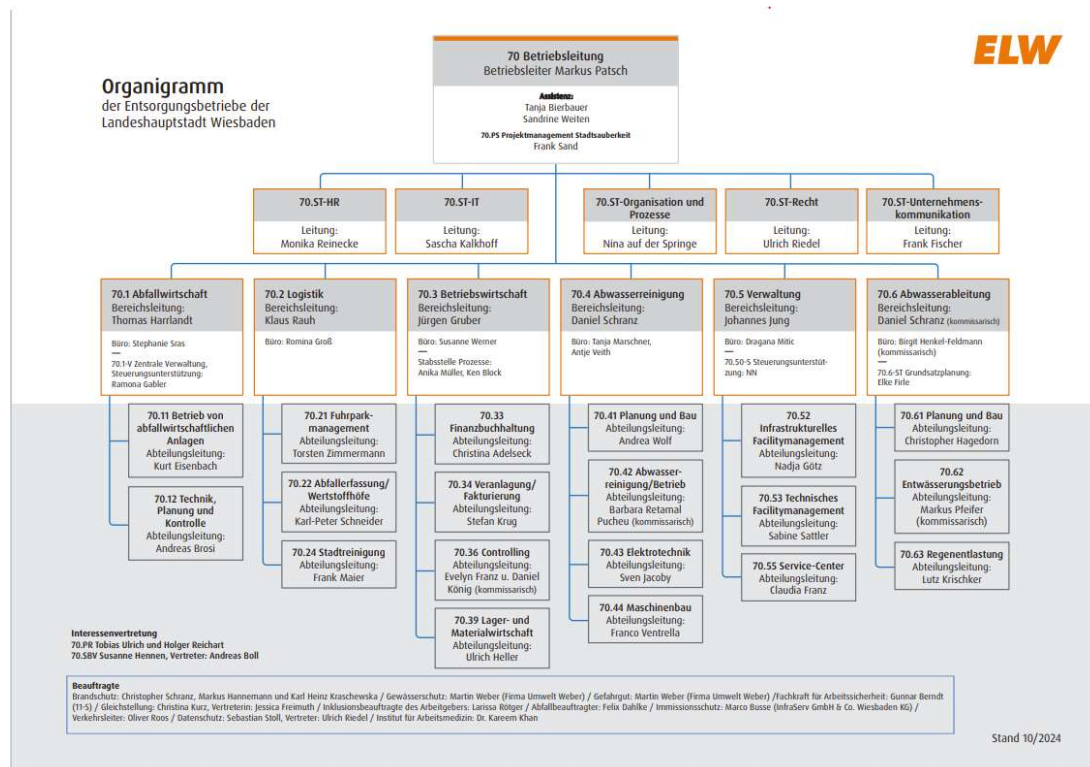 ELW
Organigramm
der Entsorgungsbetriebe der
Landeshauptstadt Wiesbaden
70 Betriebsleitung
Betriebsleiter Markus Patsch
Assistenz:
Tanja Bierbauer
Sandrine Weiten
70.PS Projektmanagement Stadtsauberkeit
Frank Sand
70.ST-HR
Leitung:
Monika Reinecke
70.ST-IT
Leitung:
Sascha Kalkhoff
70.ST-Organisation und
Prozesse
Leitung:
Nina auf der Springe
70.ST-Recht
Leitung:
Ulrich Riedel
70.ST-Unternehmens-
kommunikation
Leitung:
Frank Fischer
70.1 Abfallwirtschaft
Bereichsleitung:
Thomas Harrlandt
Büro: Stephanie Sras
70.1-V Zentrale Verwaltung,
Steuerungsunterstützung:
Ramona Gabler
70.2 Logistik
Bereichsleitung:
Klaus Rauh
Büro: Romina Groß
70.3 Betriebswirtschaft
Bereichsleitung:
Jürgen Gruber
Büro: Susanne Werner
Stabsstelle Prozesse:
Anika Müller, Ken Block
70.4 Abwasserreinigung
Bereichsleitung:
Daniel Schranz
Büro: Tanja Marschner,
Antje Veith
70.5 Verwaltung
Bereichsleitung:
Johannes Jung
Büro: Dragana Mitic
70.50-S Steuerungsunterstüt-
zung: NN
70.6 Abwasserableitung
Bereichsleitung:
Daniel Schranz (kommissarisch)
Büro: Birgit Henkel-Feldmann
(kommissarisch)
70.6-ST Grundsatzplanung:
Elke Firle
70.11 Betrieb von
abfallwirtschaftlichen
Anlagen
Abteilungsleitung:
Kurt Eisenbach
70.12 Technik,
Planung und
Kontrolle
Abteilungsleitung:
Andreas Brosi
70.21 Fuhrpark-
management
Abteilungsleitung:
Torsten Zimmermann
70.22 Abfallerfassung/
Wertstoffhöfe
Abteilungsleitung:
Karl-Peter Schneider
70.24 Stadtreinigung
Abteilungsleitung:
Frank Maier
70.33
Finanzbuchhaltung
Abteilungsleitung:
Christina Adelseck
70.34 Veranlagung/
Fakturierung
Abteilungsleitung:
Stefan Krug
70.36 Controlling
Abteilungsleitung:
Evelyn Franz u. Daniel
König (kommissarisch)
70.39 Lager- und
Materialwirtschaft
Abteilungsleitung:
Ulrich Heller
70.41 Planung und Bau
Abteilungsleitung:
Andrea Wolf
70.42 Abwasser-
reinigung/Betrieb
Abteilungsleitung:
Barbara Retamal
Pucheu (kommissarisch)
70.43 Elektrotechnik
Abteilungsleitung:
Sven Jacoby
70.44 Maschinenbau
Abteilungsleitung:
Franco Ventrella
70.52
Infrastrukturelles
Facilitymanagement
Abteilungsleitung:
Nadja Götz
70.53 Technisches
Facilitymanagement
Abteilungsleitung:
Sabine Sattler
70.55 Service-Center
Abteilungsleitung:
Claudia Franz
70.61 Planung und Bau
Abteilungsleitung:
Christopher Hagedorn
70.62
Entwässerungsbetrieb
Abteilungsleitung:
Markus Pfeifer
(kommissarisch)
70.63 Regenentlastung
Abteilungsleitung:
Lutz Krischker
Interessenvertretung
70.PR Tobias Ulrich und Holger Reichart
70.SBV Susanne Hennen, Vertreter: Andreas Boll
Beauftragte
Brandschutz: Christopher Schranz, Markus Hannemann und Karl Heinz Kraschewska / Gewässerschutz: Martin Weber (Firma Umwelt Weber) / Gefahrgut: Martin Weber (Firma Umwelt Weber) /Fachkraft für Arbeitssicherheit: Gunnar Berndt
(11-S) / Gleichstellung: Christina Kurz, Vertreterin: Jessica Freimuth / Inklusionsbeauftragte des Arbeitgebers: Larissa Rötger / Abfallbeauftragter: Felix Dahlke / Immissionsschutz: Marco Busse (InfraServ GmbH & Co. Wiesbaden KG) /
Verkehrsleiter: Oliver Roos / Datenschutz: Sebastian Stoll, Vertreter: Ulrich Riedel / Institut für Arbeitsmedizin: Dr. Kareem Khan
Stand 10/2024